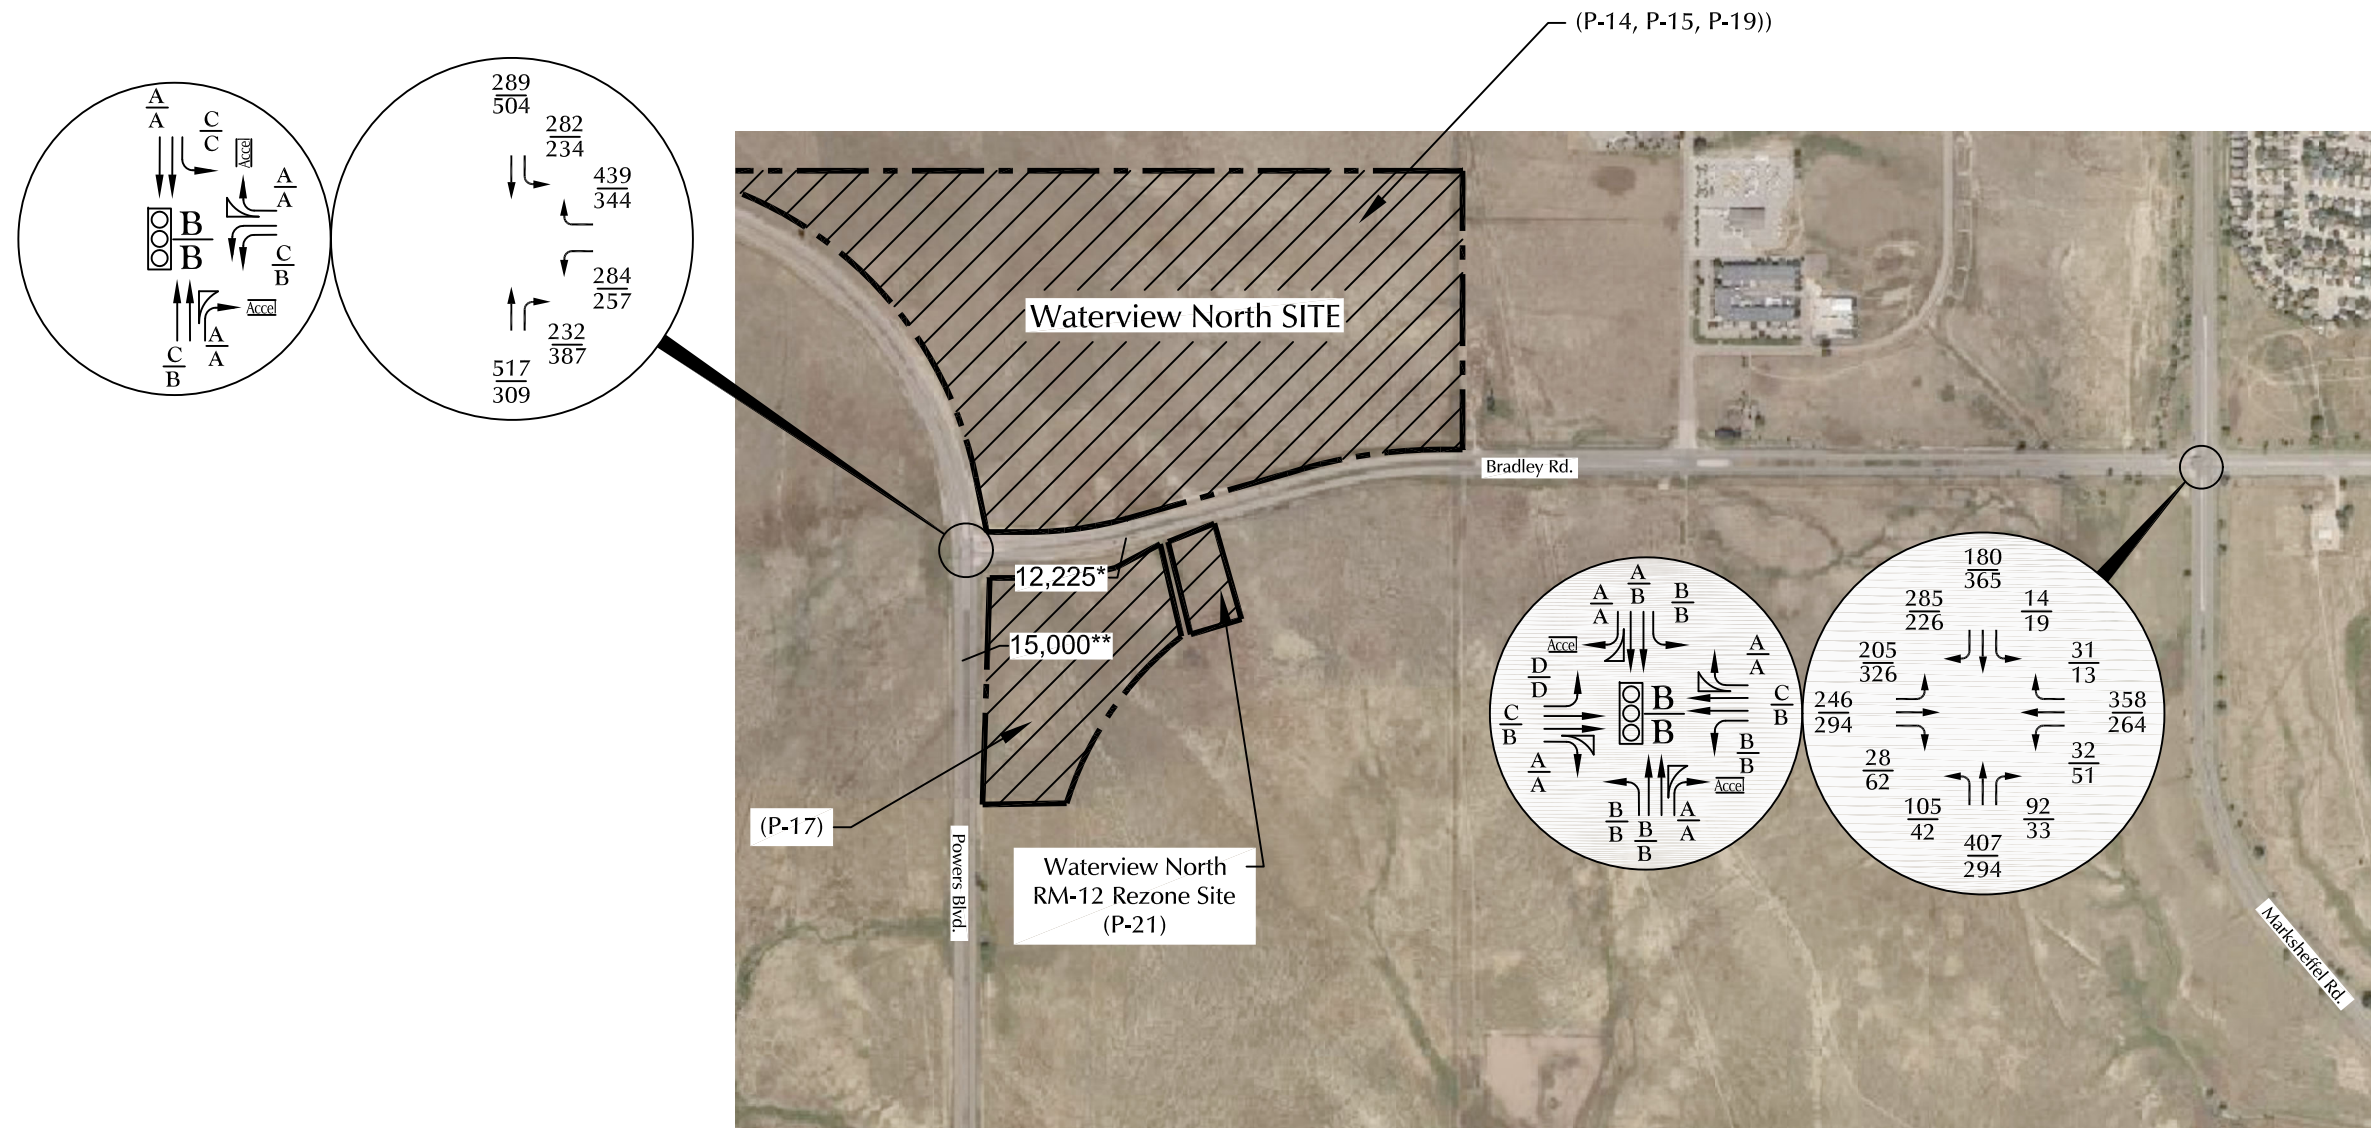 (P-14, P-15, P-19))
A
A
C
C
Accel
A
A
B
B
C
B
Accel
A
A
C
B
289
504
282
234
439
344
284
257
232
387
517
309
Waterview North SITE
Bradley Rd.
12,225*
15,000**
(P-17)
Powers Blvd.
Waterview North
RM-12 Rezone Site
(P-21)
A
B
A
A
B
B
Accel
D
D
A
A
C
B
B
B
C
B
A
A
B
B
Accel
B
B
B
B
A
A
180
365
285
226
14
19
205
326
31
13
246
294
358
264
28
62
32
51
105
42
92
33
407
294
Marksheffel Rd.